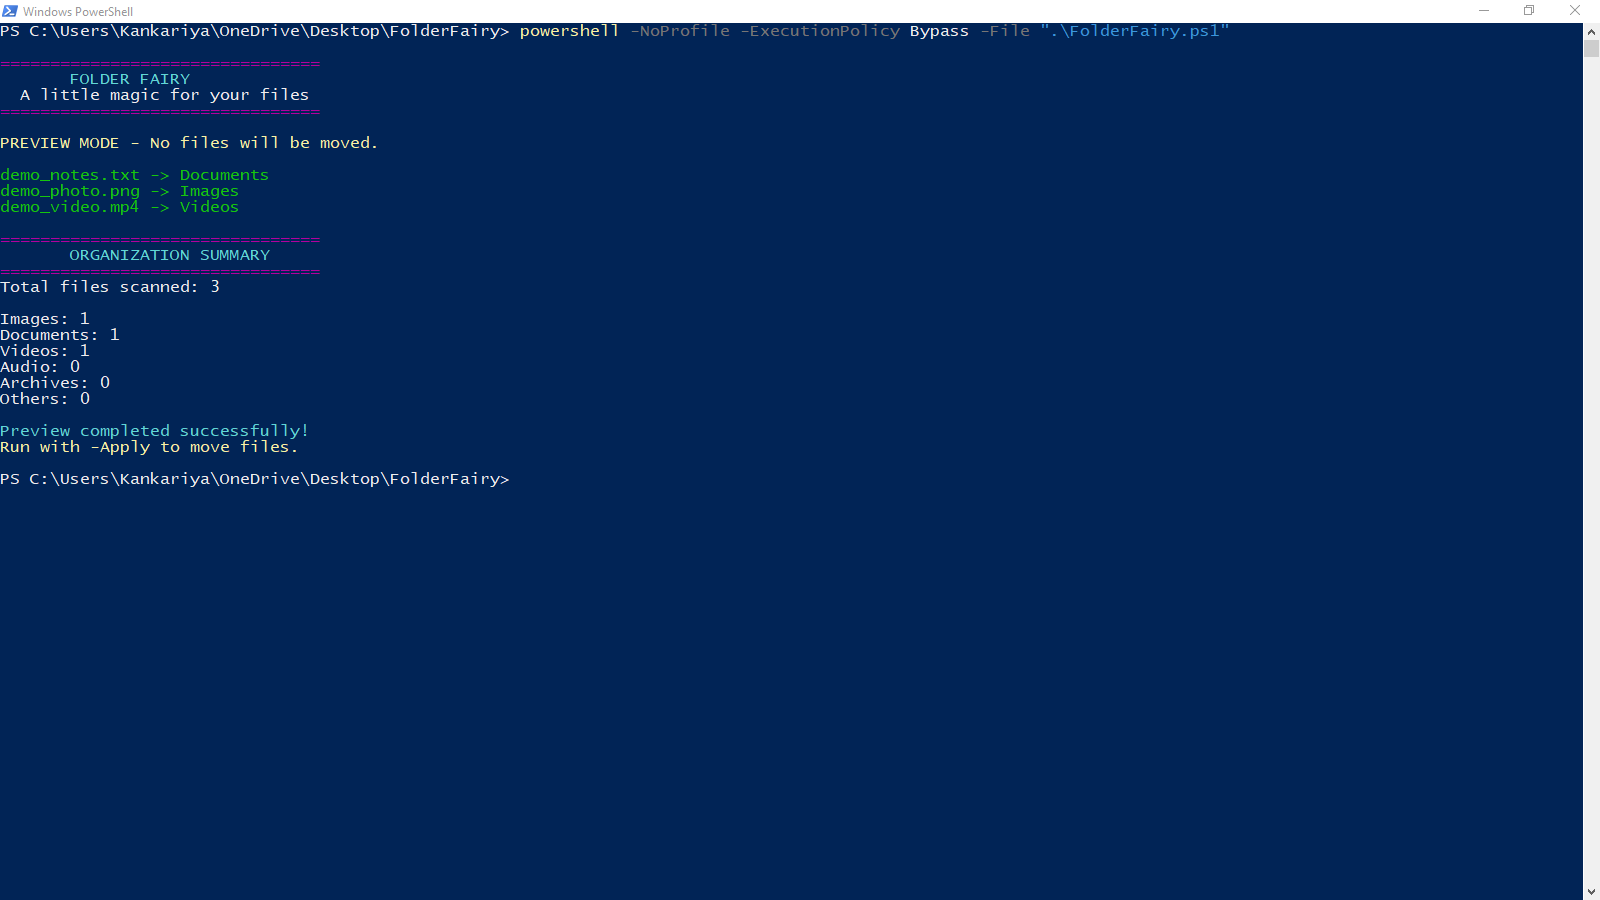 Windows PowerShell
PS C:\Users\Kankariya\OneDrive\Desktop\FolderFairy> powershell -NoProfile -ExecutionPolicy Bypass -File ".\FolderFairy.ps1"
================================
FOLDER FAIRY
A little magic for your files
================================
PREVIEW MODE - No files will be moved.
demo_notes.txt -> Documents
demo_photo.png -> Images
demo_video.mp4 -> Videos
================================
ORGANIZATION SUMMARY
================================
Total files scanned: 3
Images: 1
Documents: 1
Videos: 1
Audio: 0
Archives: 0
Others: 0
Preview completed successfully!
Run with -Apply to move files.
PS C:\Users\Kankariya\OneDrive\Desktop\FolderFairy>